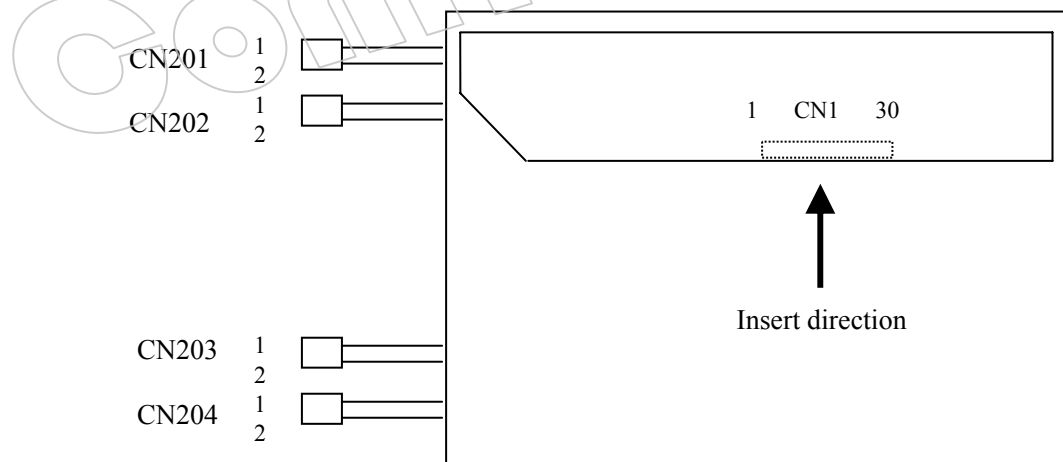 CN201 1
2
CN202 1
2
1 CN1 30
Insert direction
CN203 1
2
CN204 1
2